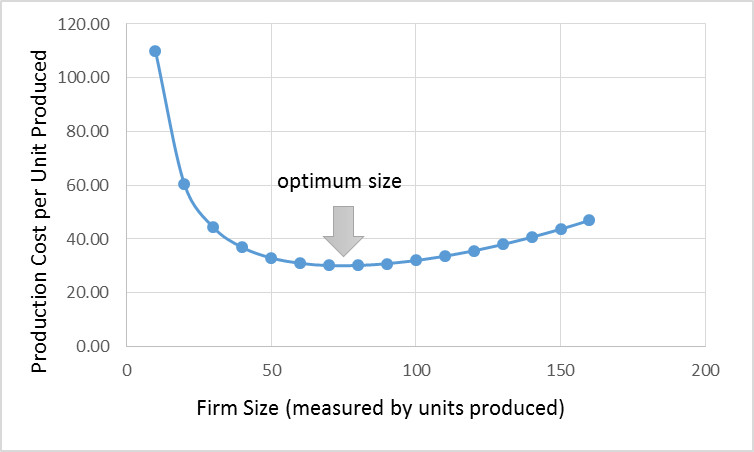 120.00
100.00
80.00
60.00
40.00
20.00
0.00
Production Cost per Unit Produced
optimum size
0 50 100 150 200
Firm Size (measured by units produced)